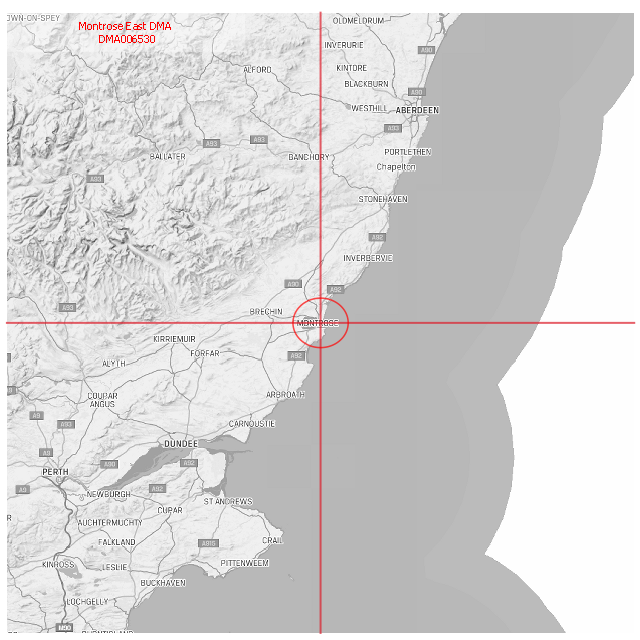 OWN-ON-SPEY
OLDMELDRUM
Montrose East DMA
DMA006530
INVERURIE
A90
KINTORE
ALFORD
BLACKBURN
A90
WESTHILL
ABERDEEN
A93
A93
A93
BALLATER
BANCHORY
PORTLETHEN
Chapelton
A93
STONEHAVEN
A92
INVERBERVIE
A90
A92
A93
BRECHIN
MONTROSE
KIRRIEMUIR
FORFAR
A92
ALYTH
COUPAR
ANGUS
ARBROATH
A9
A93
CARNOUSTIE
DUNDEE
A9
A90
A92
PERTH
A9
NEWBURGH
A92
ST ANDREWS
CUPAR
R
AUCHTERMUCHTY
FALKLAND
A915
CRAIL
KINROSS
LESLIE
PITTENWEEM
BUCKHAVEN
LOCHGELLY
M90